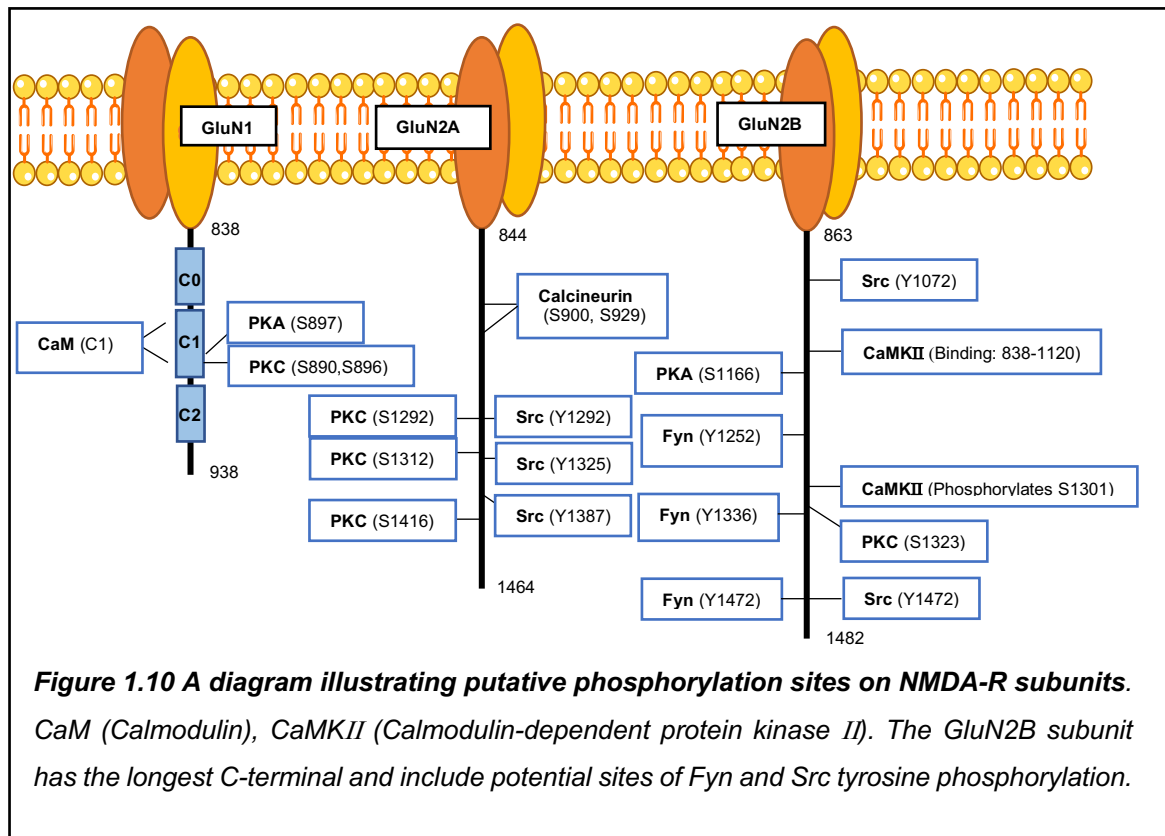 GluN1
GluN2A
GluN2B
838
844
863
C0
C1
C2
CaM (C1)
PKA (S897)
PKC (S890,S896)
938
Calcineurin
(S900, S929)
PKC (S1292)
Src (Y1292)
PKC (S1312)
Src (Y1325)
PKC (S1416)
Src (Y1387)
1464
Src (Y1072)
CaMKII (Binding: 838-1120)
PKA (S1166)
Fyn (Y1252)
CaMKII (Phosphorylates S1301)
Fyn (Y1336)
PKC (S1323)
Fyn (Y1472)
Src (Y1472)
1482
Figure 1.10 A diagram illustrating putative phosphorylation sites on NMDA-R subunits.
CaM (Calmodulin), CaMKII (Calmodulin-dependent protein kinase II). The GluN2B subunit
has the longest C-terminal and include potential sites of Fyn and Src tyrosine phosphorylation.